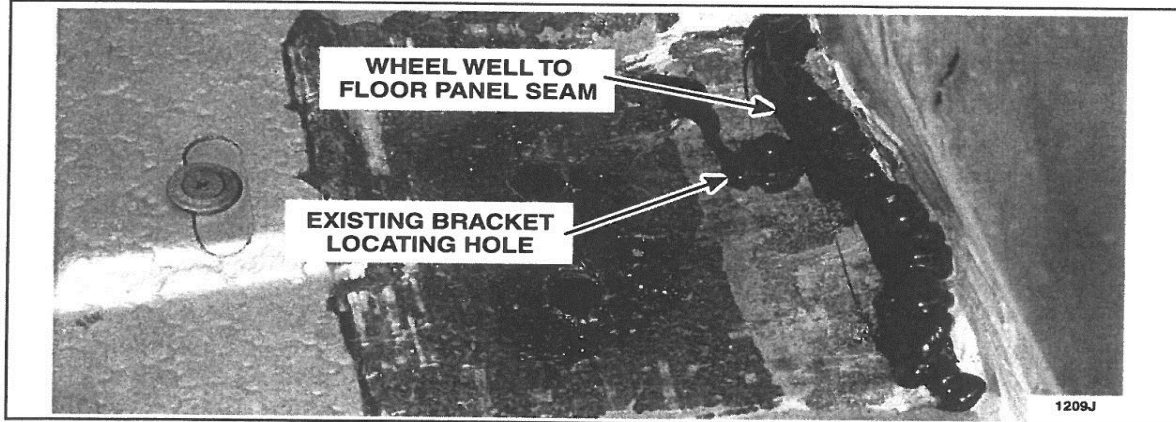 WHEEL WELL TO
FLOOR PANEL SEAM
EXISTING BRACKET
LOCATING HOLE
1209J